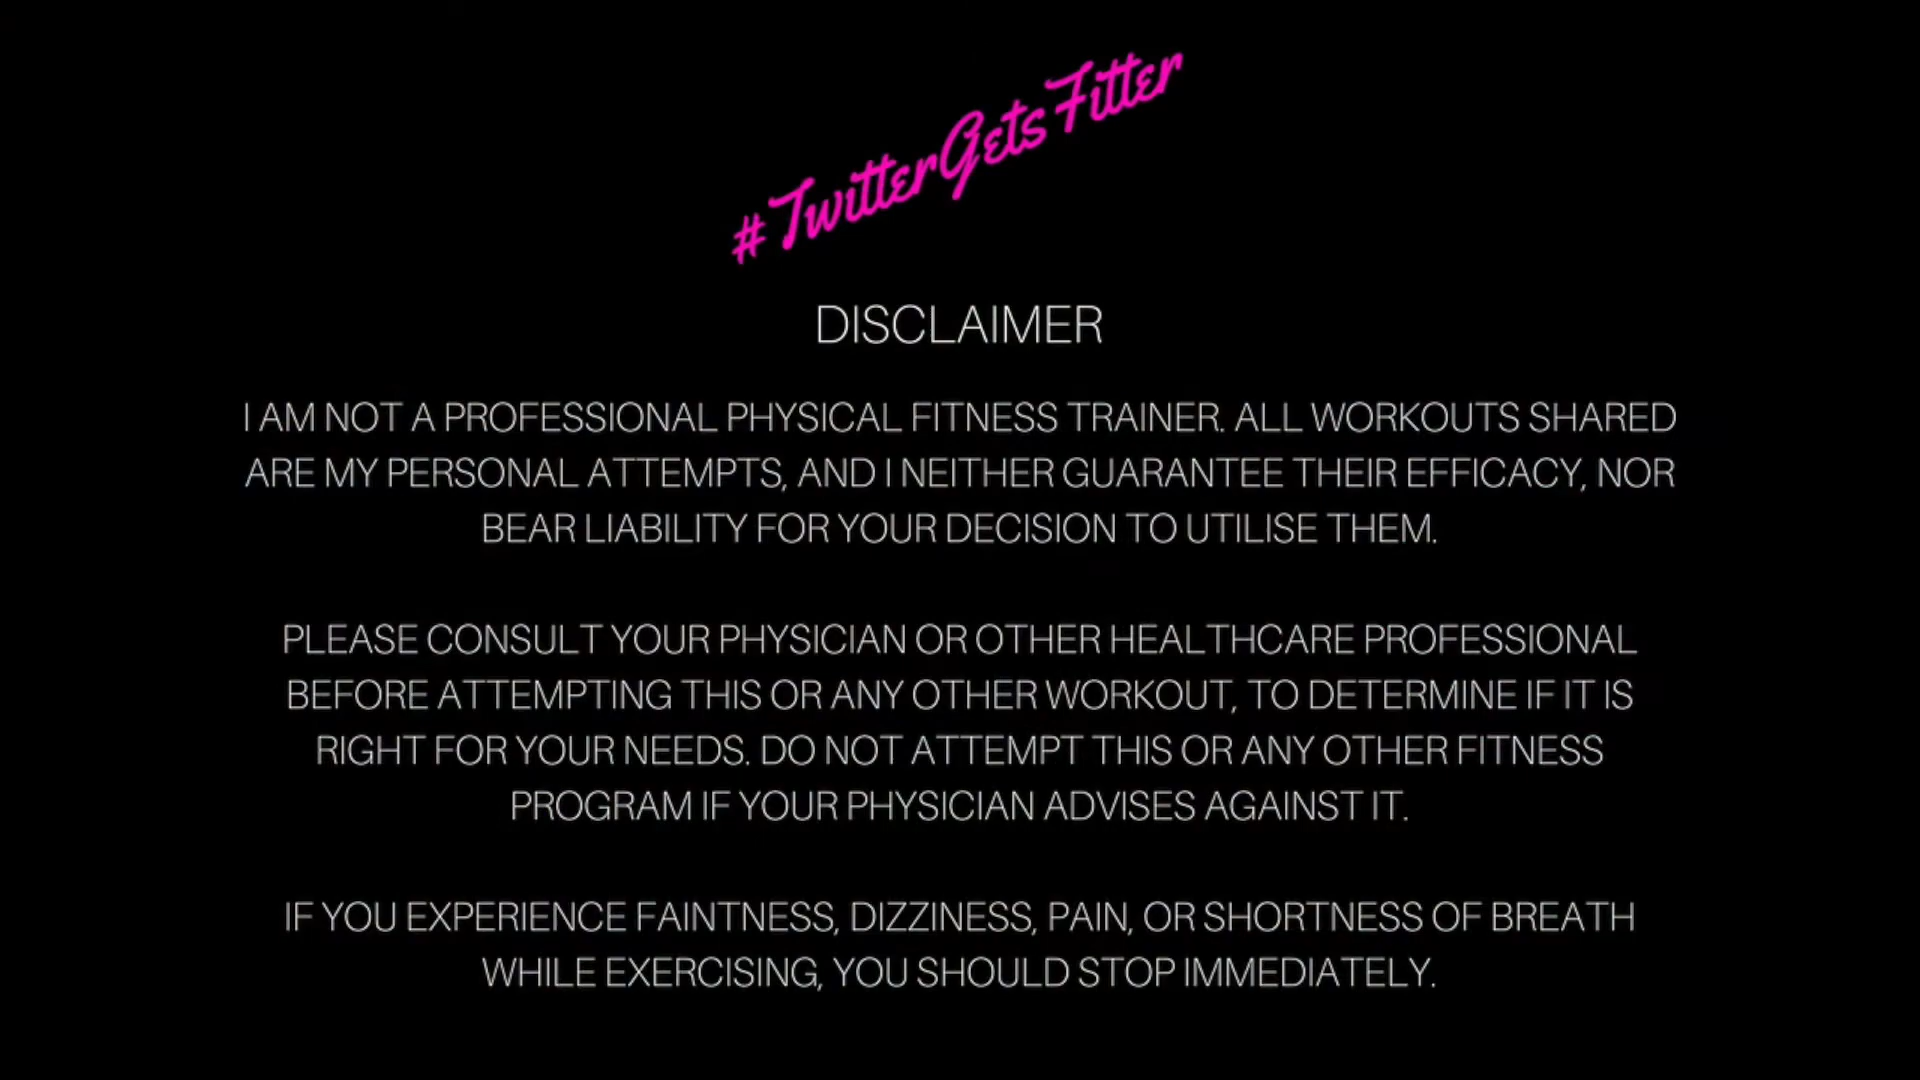 #TwitterGetsFitter
DISCLAIMER
I AM NOT A PROFESSIONAL PHYSICAL FITNESS TRAINER. ALL WORKOUTS SHARED
ARE MY PERSONAL ATTEMPTS, AND I NEITHER GUARANTEE THEIR EFFICACY, NOR
BEAR LIABILITY FOR YOUR DECISION TO UTILISE THEM.
PLEASE CONSULT YOUR PHYSICIAN OR OTHER HEALTHCARE PROFESSIONAL
BEFORE ATTEMPTING THIS OR ANY OTHER WORKOUT, TO DETERMINE IF IT IS
RIGHT FOR YOUR NEEDS. DO NOT ATTEMPT THIS OR ANY OTHER FITNESS
PROGRAM IF YOUR PHYSICIAN ADVISES AGAINST IT.
IF YOU EXPERIENCE FAINTNESS, DIZZINESS, PAIN, OR SHORTNESS OF BREATH
WHILE EXERCISING, YOU SHOULD STOP IMMEDIATELY.